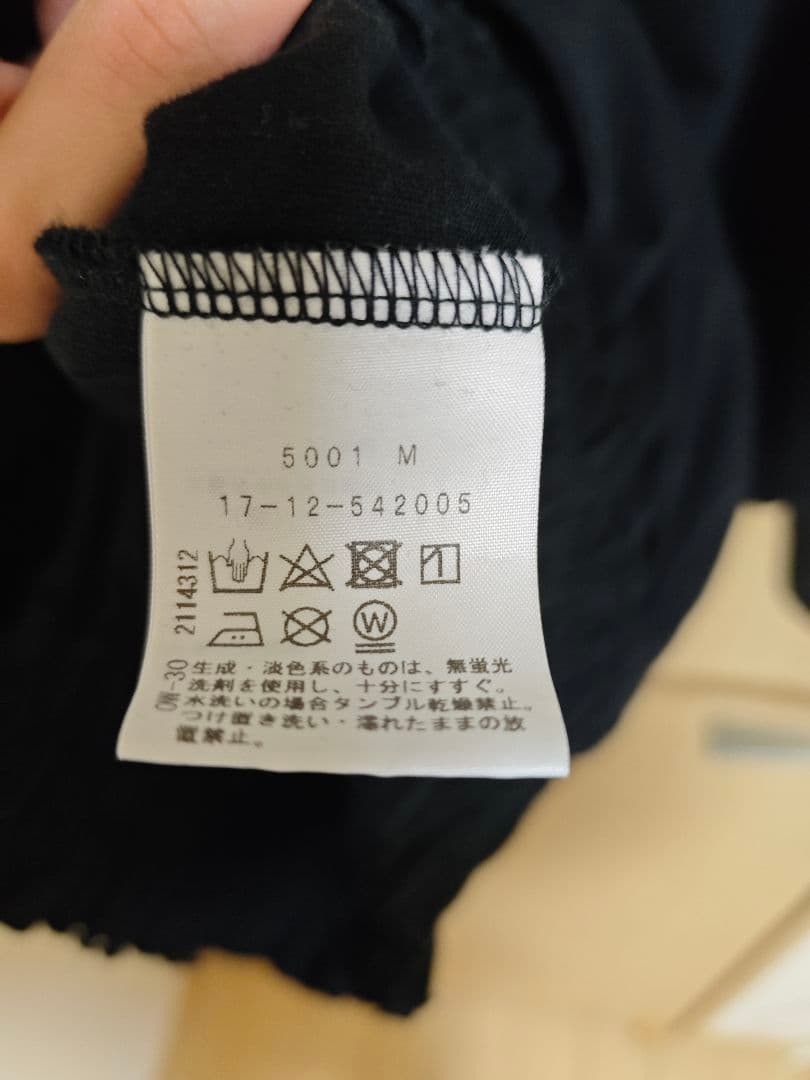 5001 M
17-12-542005
2114312
W
OW-30
生成・淡色系のものは、無蛍光
洗剤を使用し、十分にすすぐ。
水洗いの場合タンブル乾燥禁止。
つけ置き洗い・濡れたままの放
置禁止。